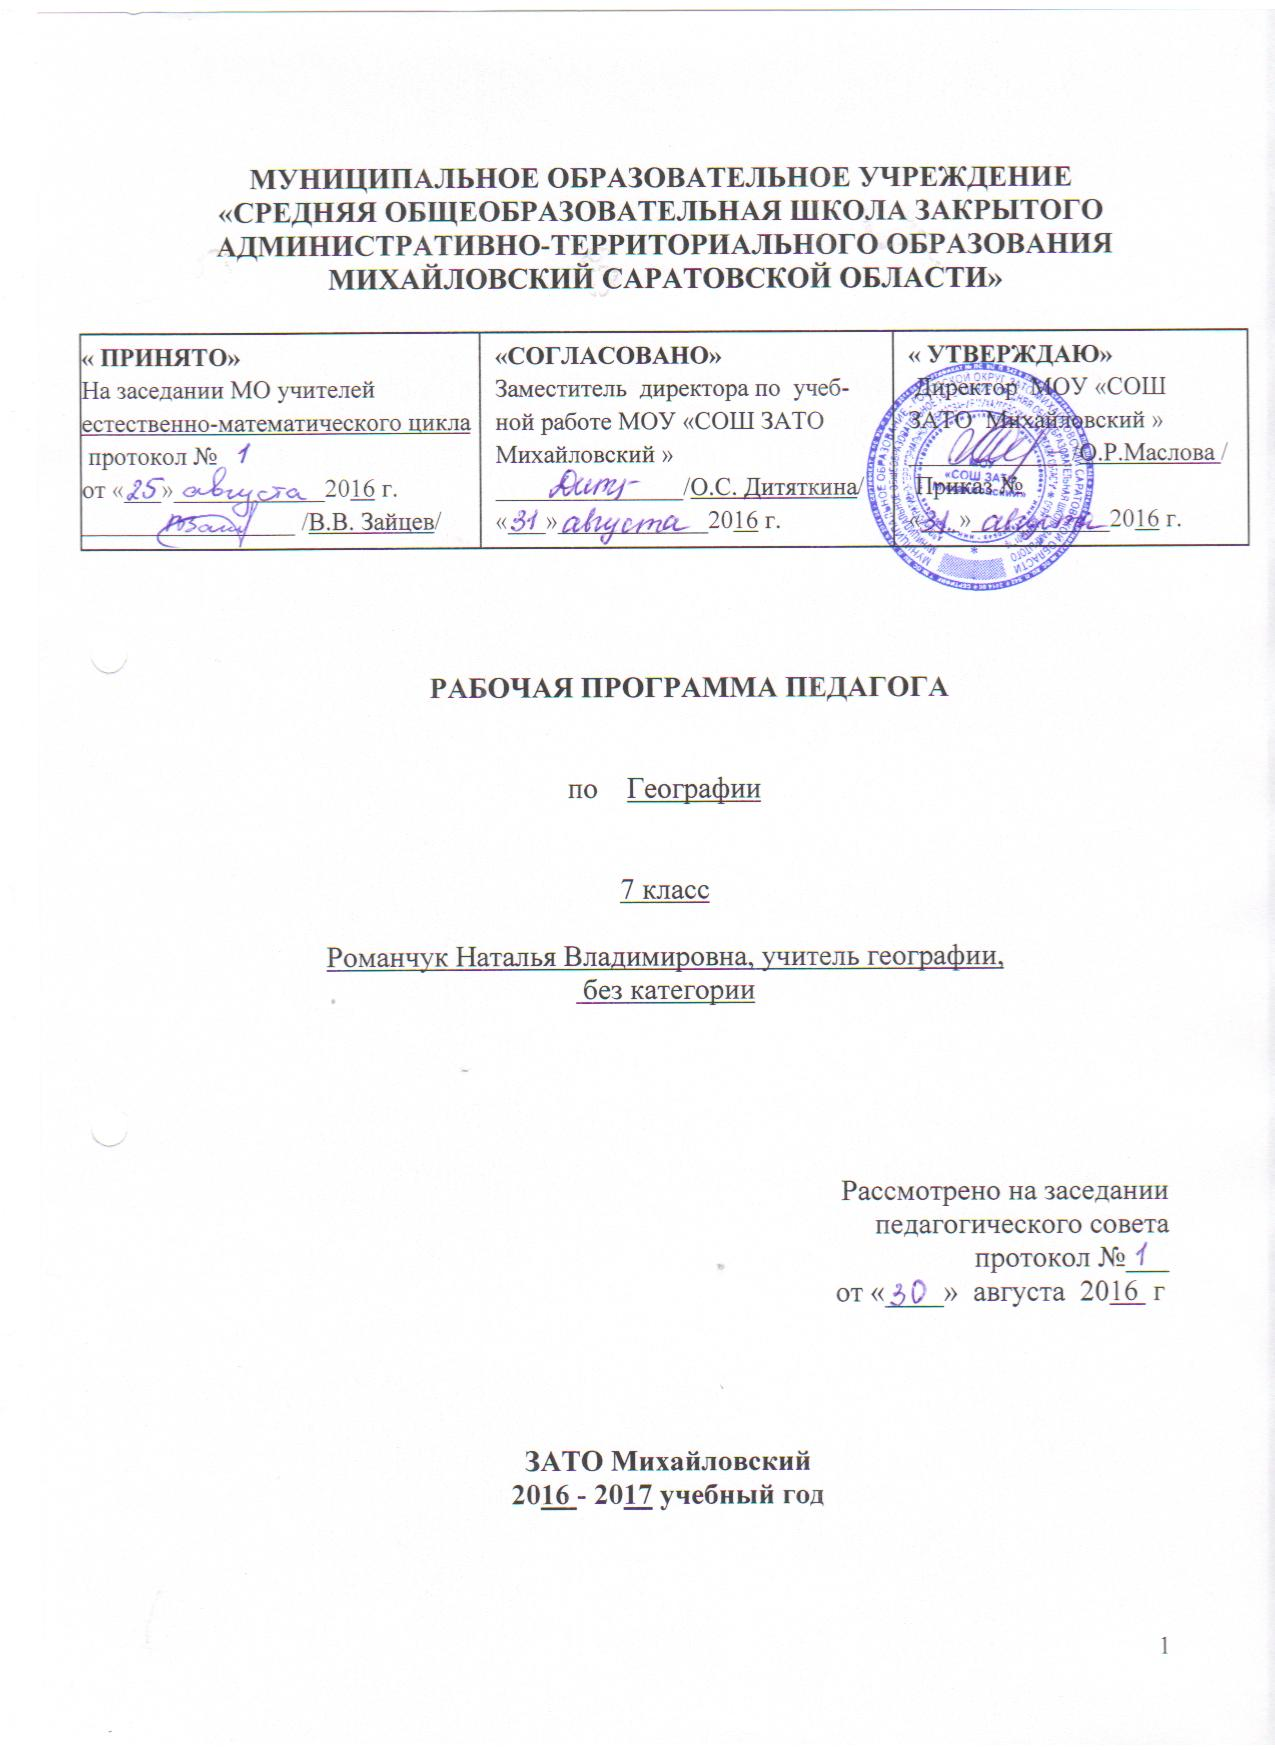 МУНИЦИПАЛЬНОЕ ОБРАЗОВАТЕЛЬНОЕ УЧРЕЖДЕНИЕ
«СРЕДНЯЯ ОБЩЕОБРАЗОВАТЕЛЬНАЯ ШКОЛА ЗАКРЫТОГО
АДМИНИСТРАТИВНО-ТЕРРИТОРИАЛЬНОГО ОБРАЗОВАНИЯ
МИХАЙЛОВСКИЙ САРАТОВСКОЙ ОБЛАСТИ»
« ПРИНЯТО»
На заседании МО учителей
естественно-математического цикла
протокол № 1
от «25» августа 2016 г.
/В.В. Зайцев/
«СОГЛАСОВАНО»
Заместитель директора по учеб-
ной работе МОУ «СОШ ЗАТО
Михайловский »
/О.С. Дитяткина/
«31» августа 2016 г.
« УТВЕРЖДАЮ»
Директор МОУ «СОШ
ЗАТО Михайловский »
О.Р.Маслова /
Приказ №
«31» августа 2016 г.
РАБОЧАЯ ПРОГРАММА ПЕДАГОГА
по Географии
7 класс
Романчук Наталья Владимировна, учитель географии,
без категории
Рассмотрено на заседании
педагогического совета
протокол № 1
от «30» августа 2016 г
ЗАТО Михайловский
2016 - 2017 учебный год
1